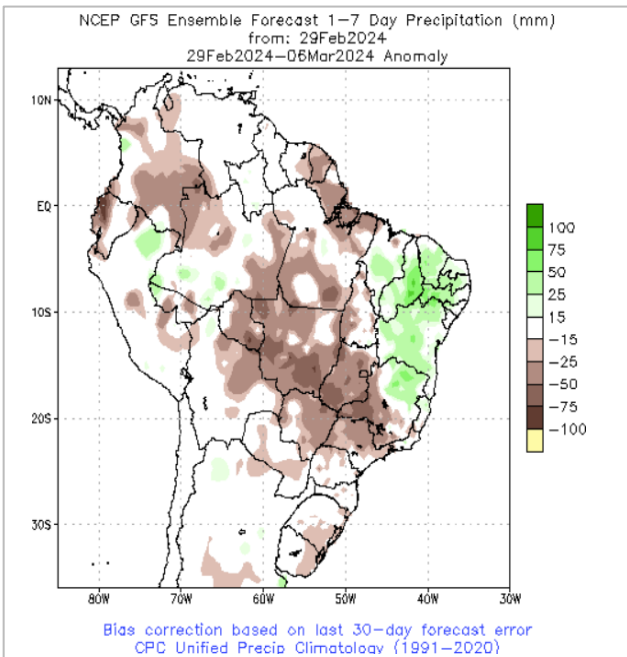 NCEP GFS Ensemble Forecast 1–7 Day Precipitation (mm)
from: 29Feb2024
29Feb2024–06Mar2024 Anomaly
10N
EQ
10S
20S
30S
80W 70W 60W 50W 40W 30W
100
75
50
25
15
−15
−25
−50
−75
−100
Bias correction based on last 30–day forecast error
CPC Unified Precip Climatology (1991–2020)